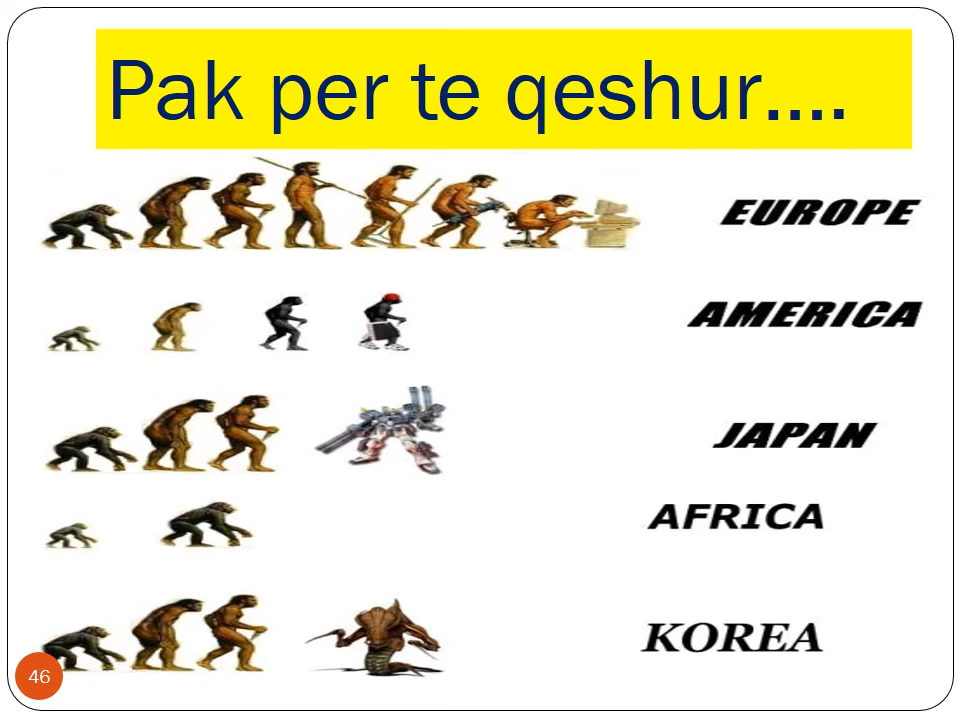 Pak per te qeshur....
EUROPE
AMERICA
JAPAN
AFRICA
KOREA
46